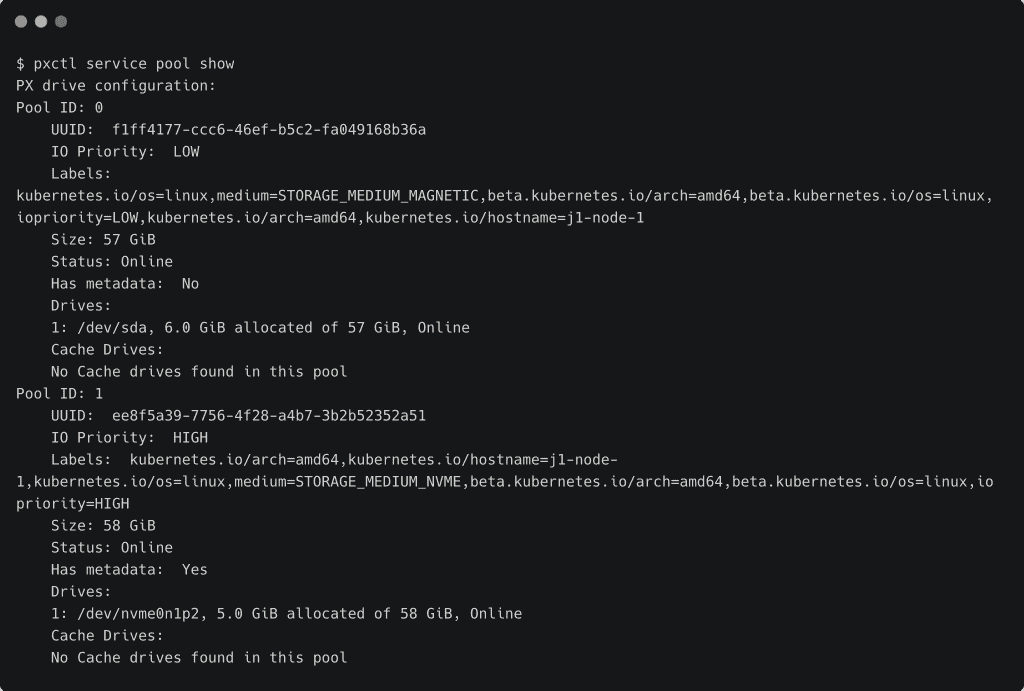 $ pxctl service pool show
PX drive configuration:
Pool ID: 0
    UUID:  f1ff4177-ccc6-46ef-b5c2-fa049168b36a
    IO Priority:  LOW
    Labels:
kubernetes.io/os=linux,medium=STORAGE_MEDIUM_MAGNETIC,beta.kubernetes.io/arch=amd64,beta.kubernetes.io/os=linux,
iopriority=LOW,kubernetes.io/arch=amd64,kubernetes.io/hostname=j1-node-1
    Size: 57 GiB
    Status: Online
    Has metadata:  No
    Drives:
    1: /dev/sda, 6.0 GiB allocated of 57 GiB, Online
    Cache Drives:
    No Cache drives found in this pool
Pool ID: 1
    UUID:  ee8f5a39-7756-4f28-a4b7-3b2b52352a51
    IO Priority:  HIGH
    Labels:  kubernetes.io/arch=amd64,kubernetes.io/hostname=j1-node-
1,kubernetes.io/os=linux,medium=STORAGE_MEDIUM_NVME,beta.kubernetes.io/arch=amd64,beta.kubernetes.io/os=linux,io
priority=HIGH
    Size: 58 GiB
    Status: Online
    Has metadata:  Yes
    Drives:
    1: /dev/nvme0n1p2, 5.0 GiB allocated of 58 GiB, Online
    Cache Drives:
    No Cache drives found in this pool